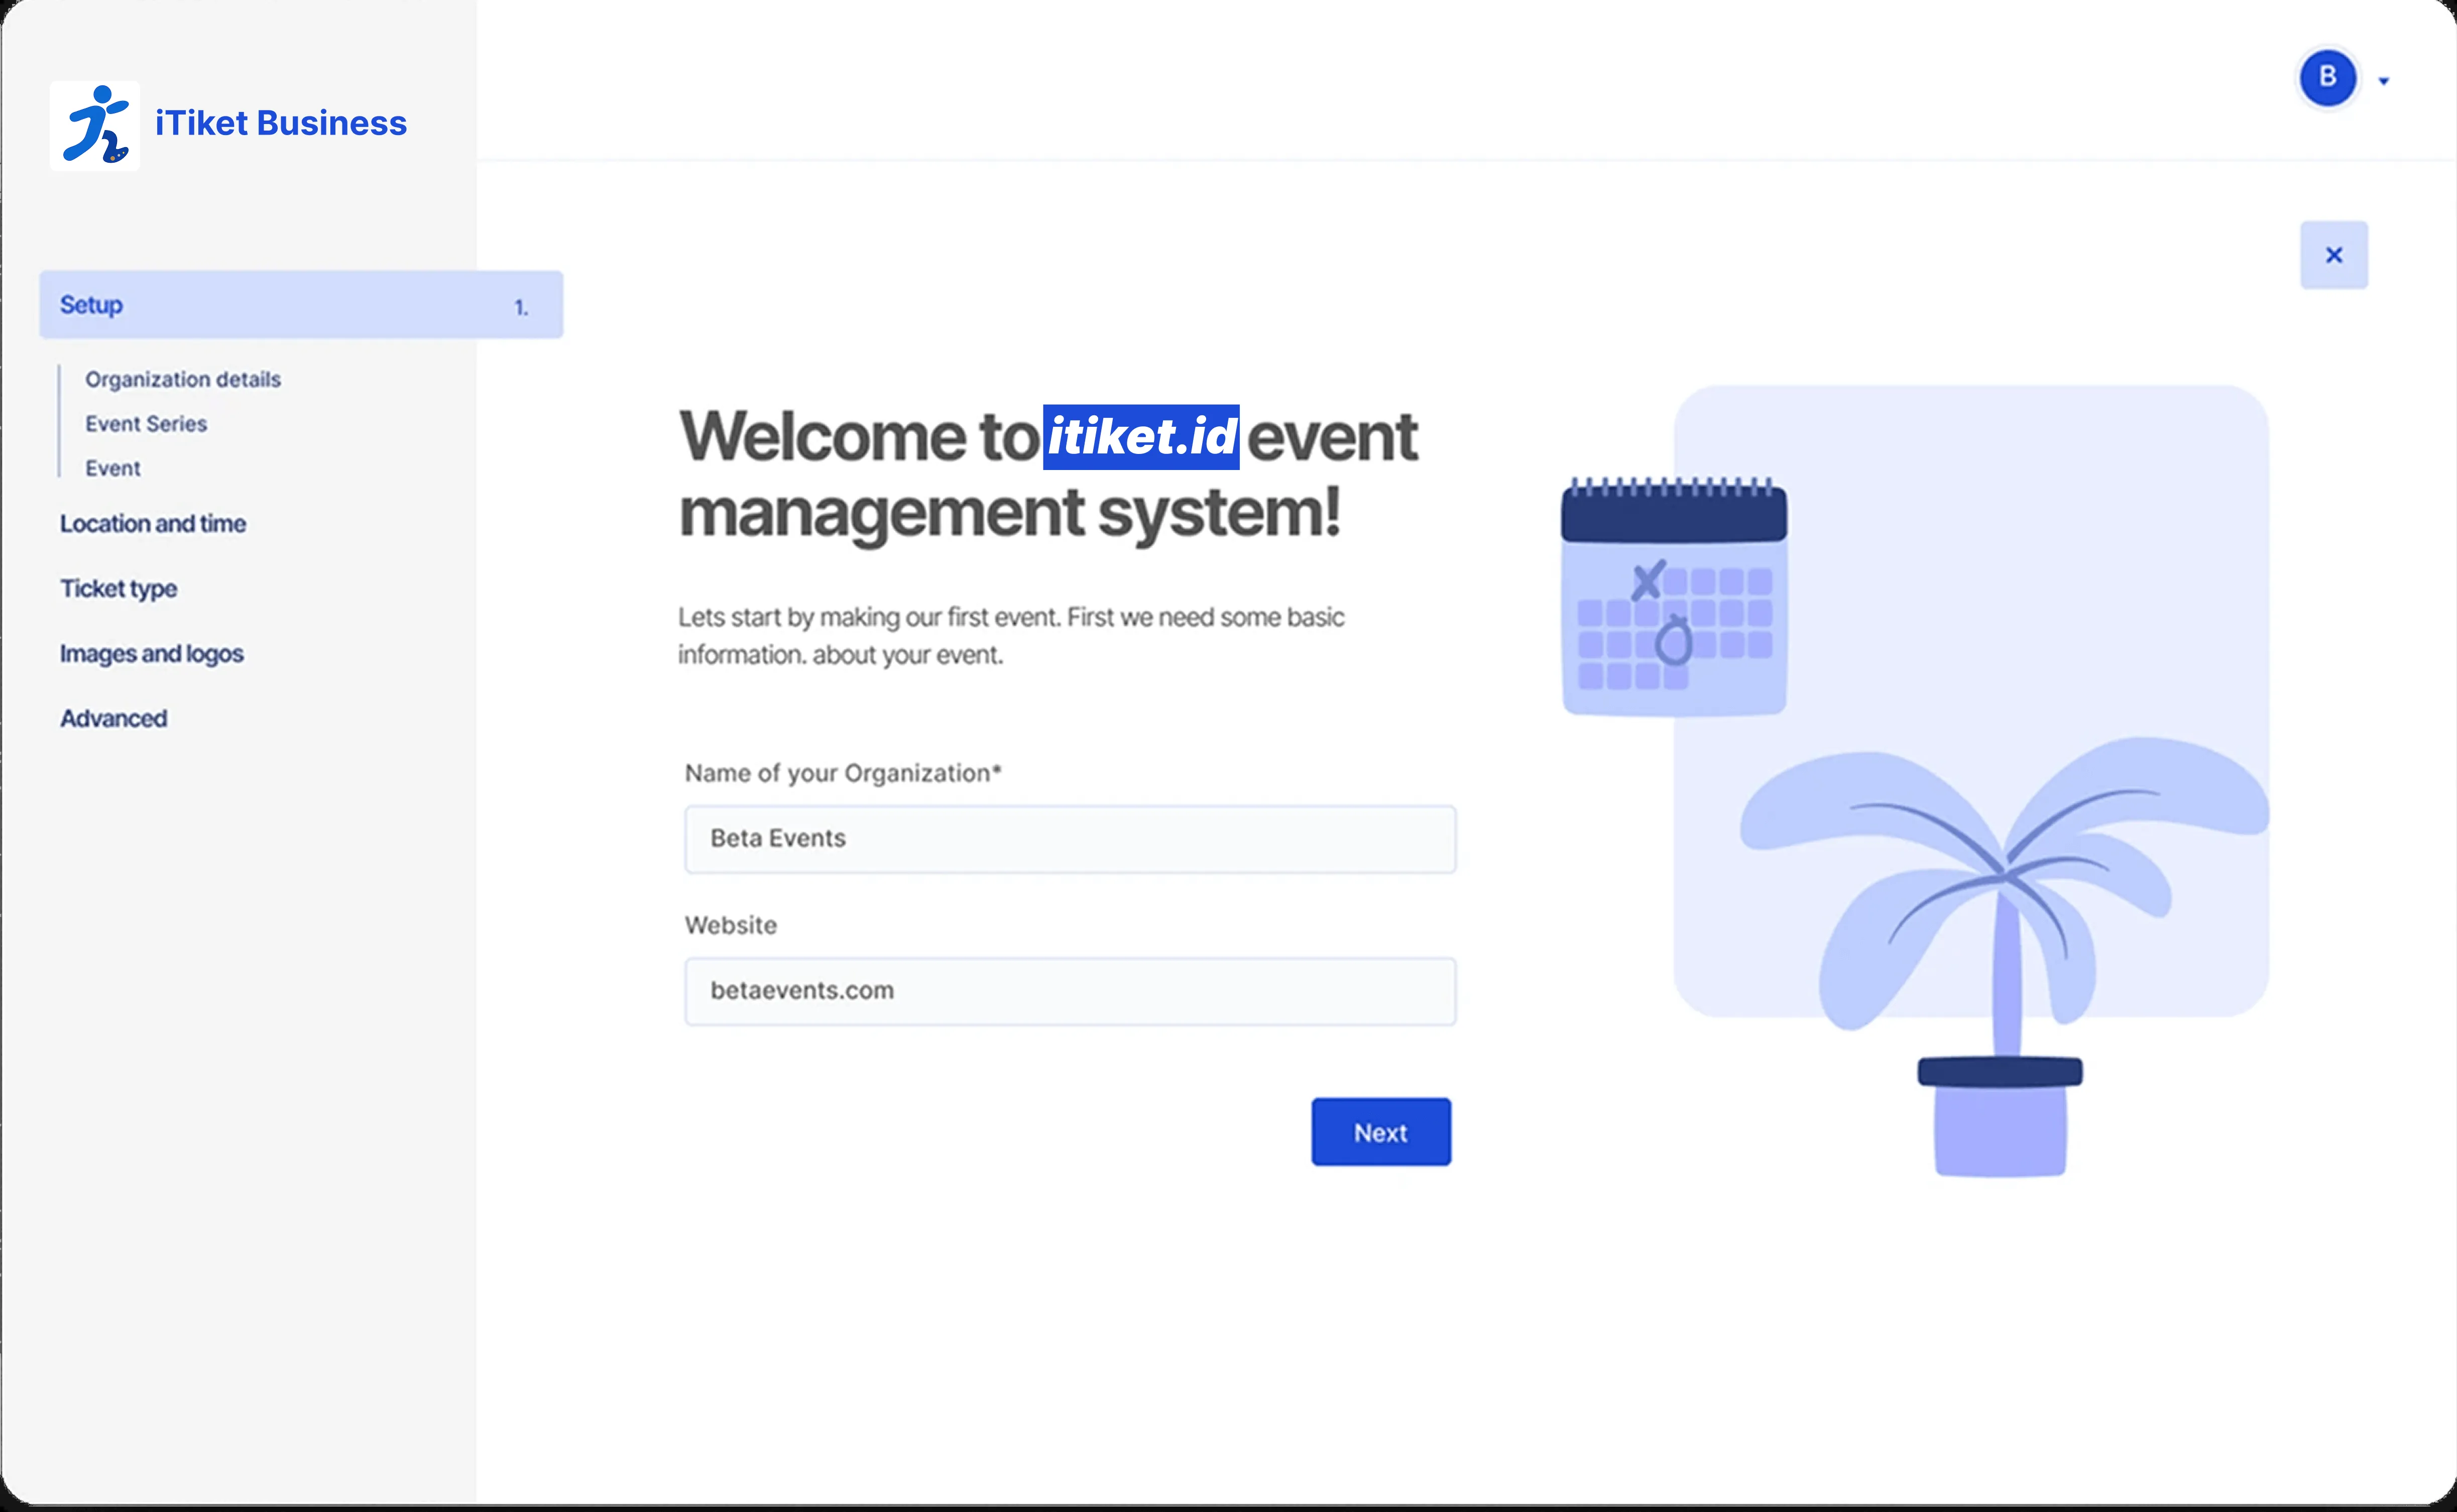 iTiket Business
B
Setup 1.
Organization details
Event Series
Event
Location and time
Ticket type
Images and logos
Advanced
Welcome to itiket.id event
management system!
Lets start by making our first event. First we need some basic
information. about your event.
Name of your Organization*
Beta Events
Website
betaevents.com
Next